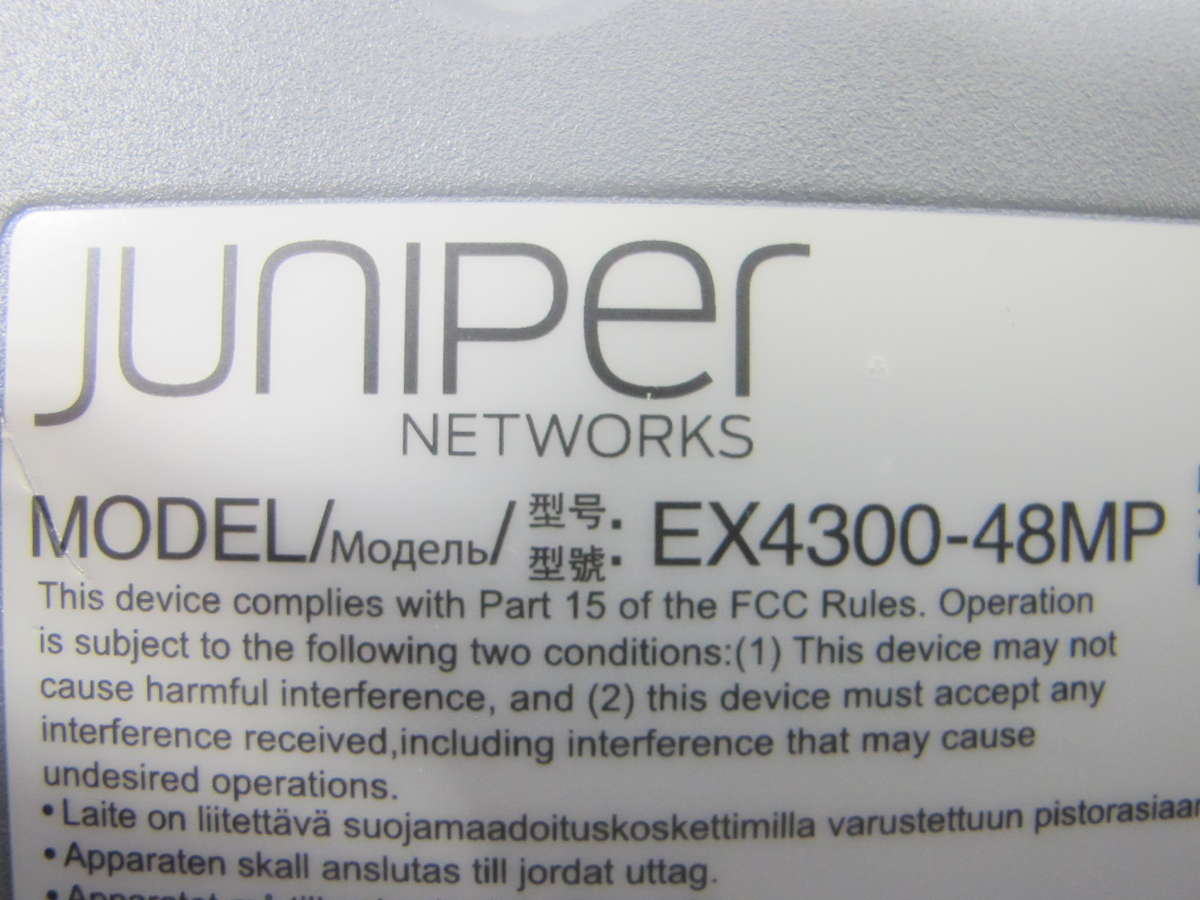 JUNIPER
NETWORKS
MODEL/Модель/型号: 型號: EX4300-48MP
This device complies with Part 15 of the FCC Rules. Operation
is subject to the following two conditions:(1) This device may not
cause harmful interference, and (2) this device must accept any
interference received,including interference that may cause
undesired operations.
•Laite on liitettävä suojamaadoituskoskettimilla varustettuun
•Apparaten skall anslutas till jordat uttag.